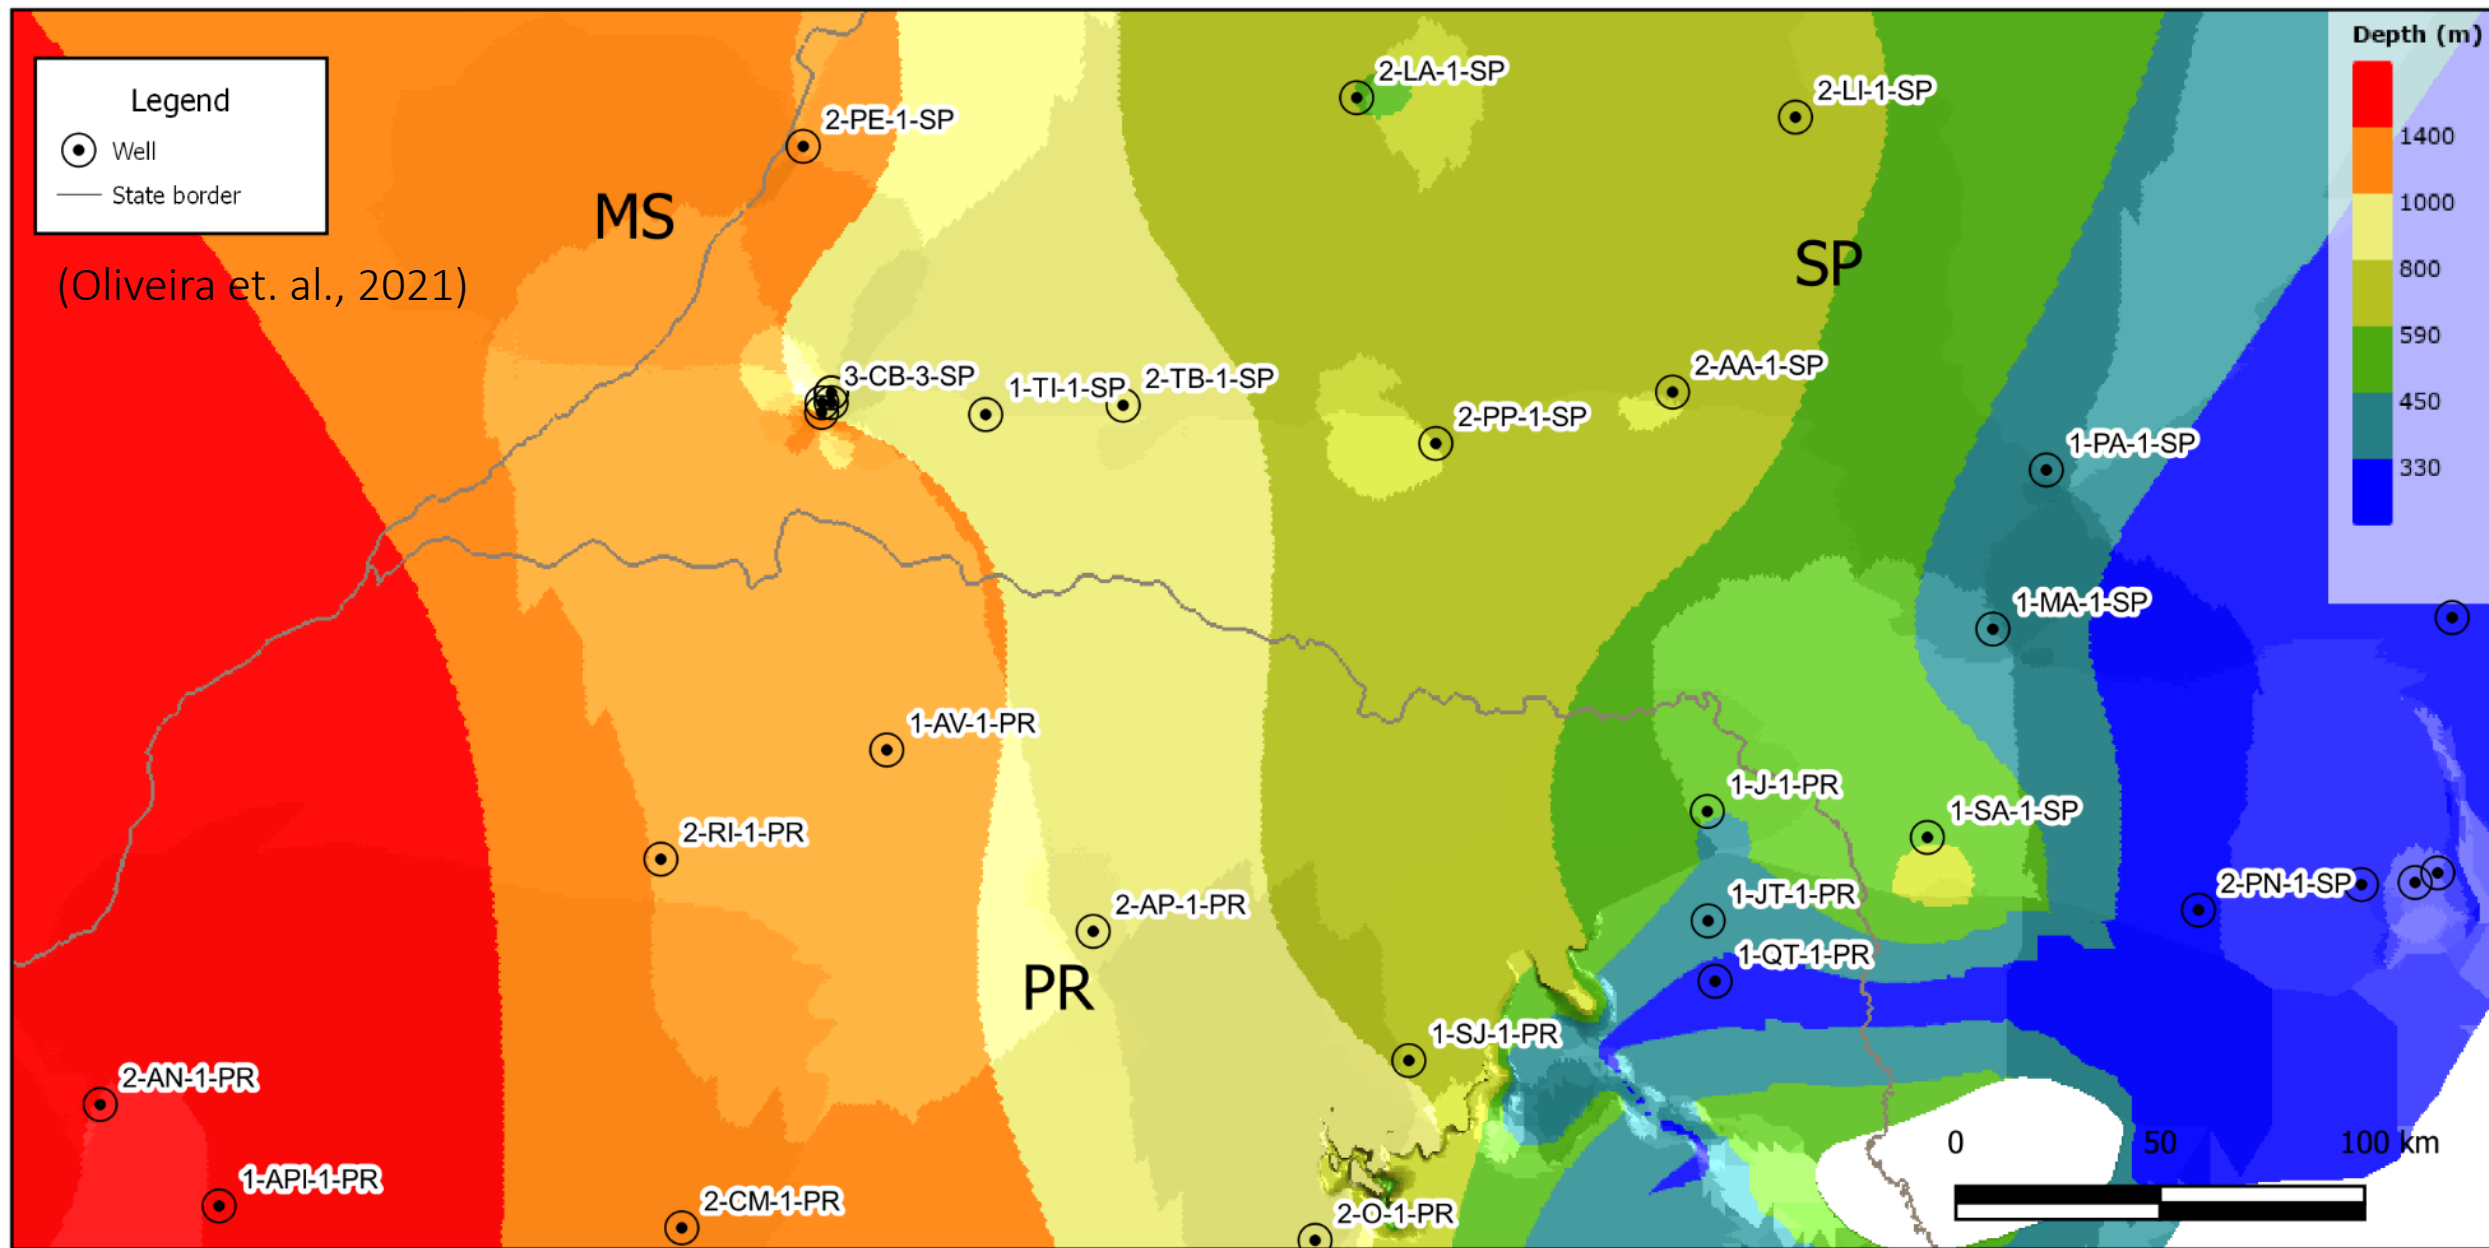 Legend
Well
State border
(Oliveira et. al., 2021)
MS
SP
PR
2-PE-1-SP
2-LA-1-SP
2-LI-1-SP
3-CB-3-SP
1-TI-1-SP
2-TB-1-SP
2-PP-1-SP
2-AA-1-SP
1-PA-1-SP
1-MA-1-SP
1-AV-1-PR
2-RI-1-PR
1-J-1-PR
1-SA-1-SP
2-AP-1-PR
1-JT-1-PR
2-PN-1-SP
1-QT-1-PR
1-SJ-1-PR
2-AN-1-PR
1-API-1-PR
2-CM-1-PR
2-O-1-PR
Depth (m)
1400
1000
800
590
450
330
0 50 100 km